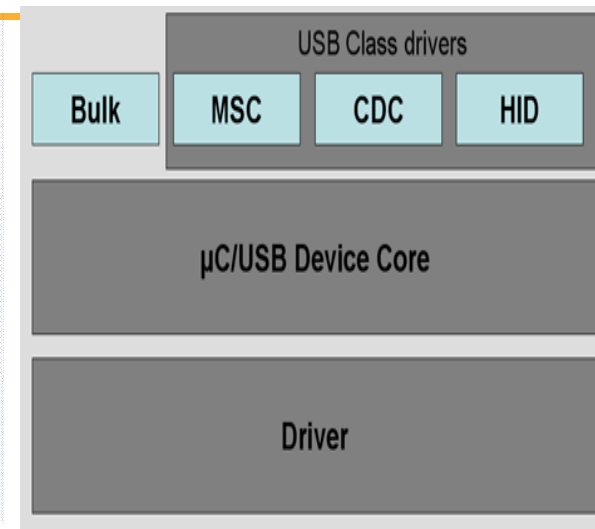 USB Class drivers
Bulk MSC CDC HID
µC/USB Device Core
Driver